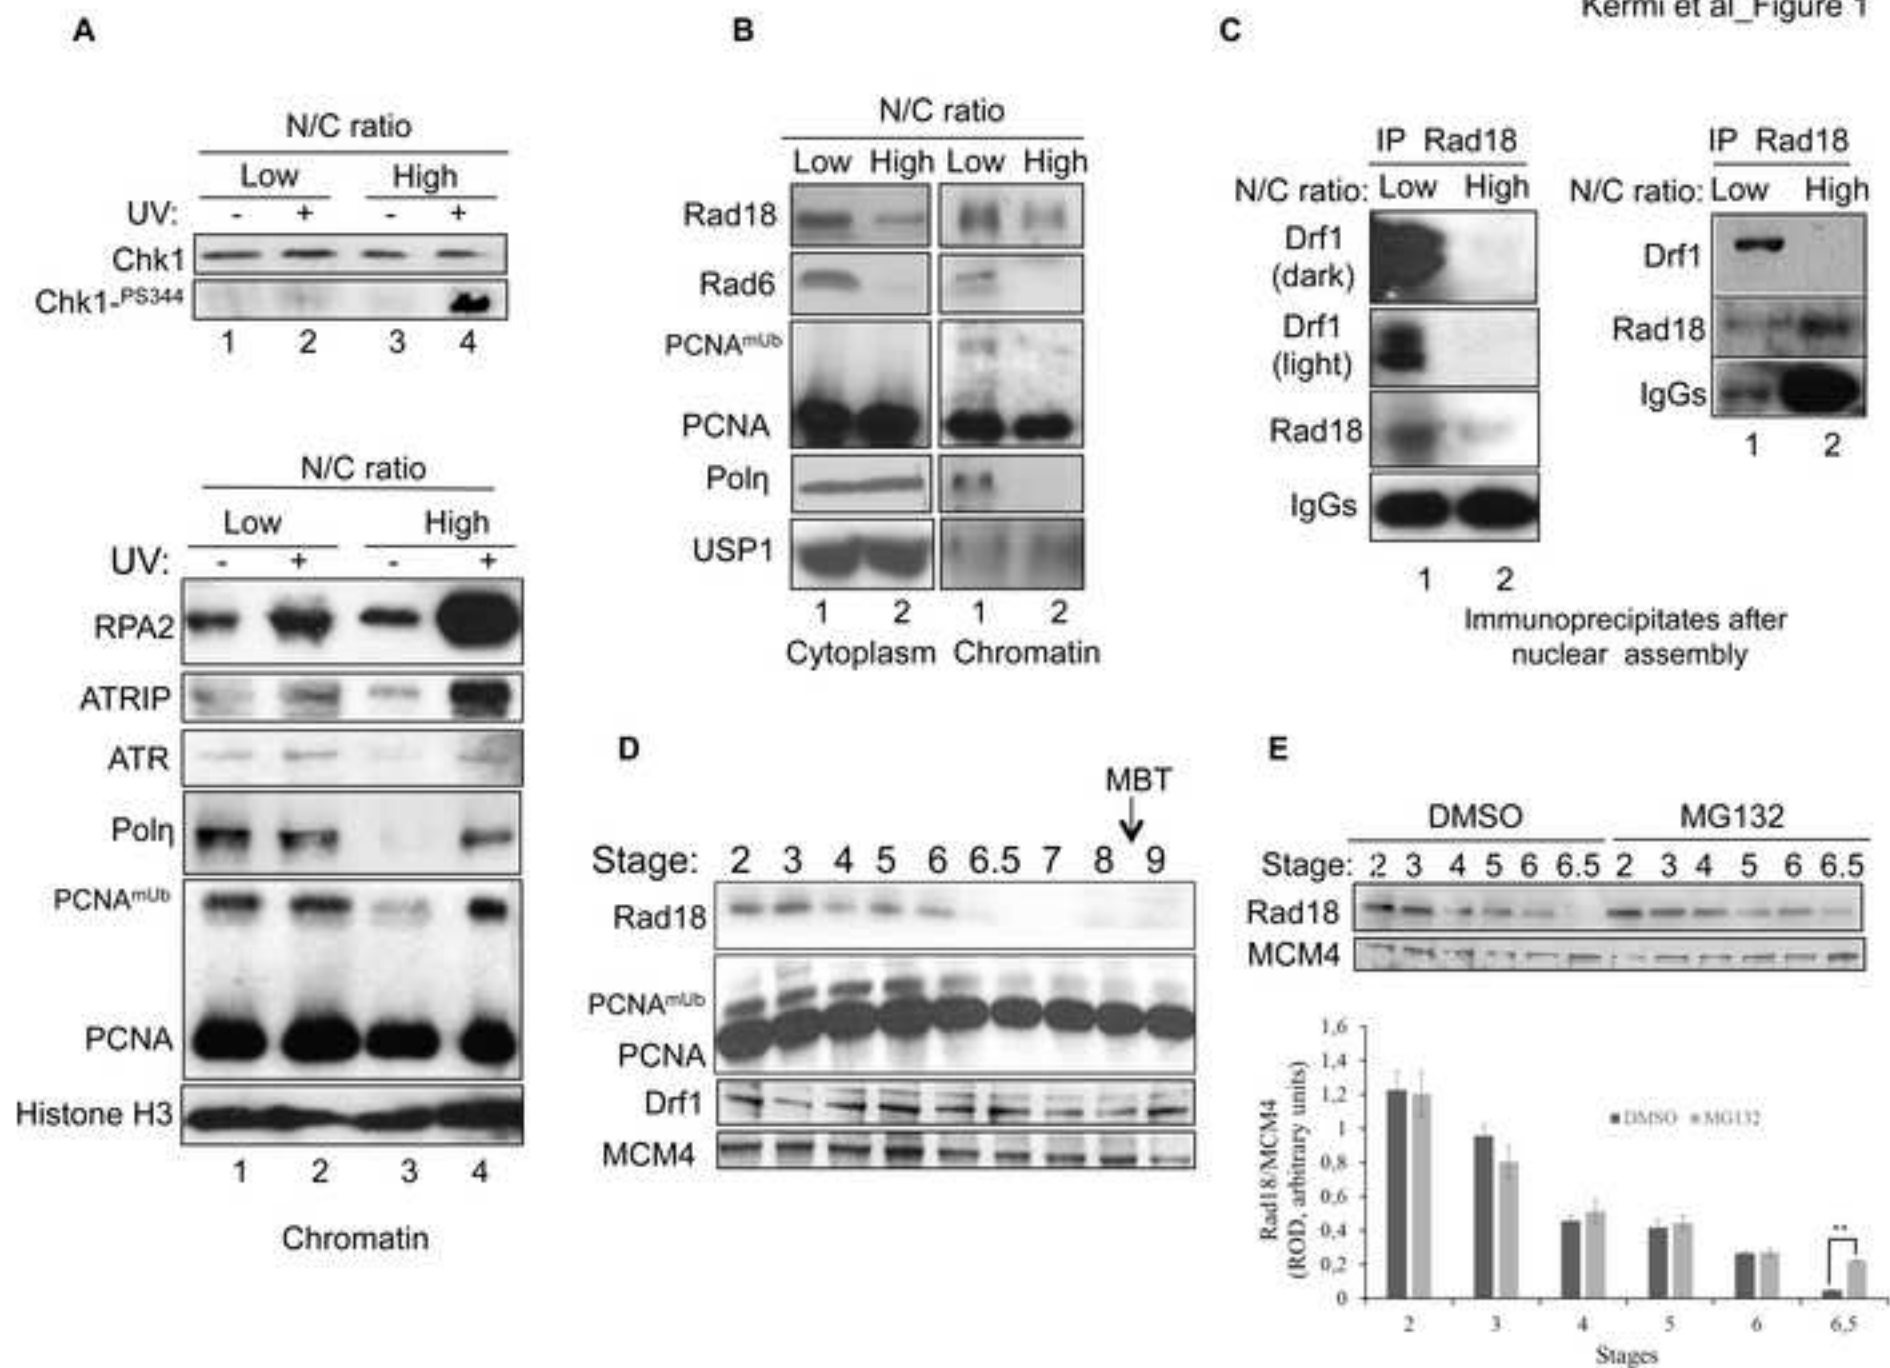 Kermi et al_Figure 1
A
N/C ratio
Low High
UV: - + - +
Chk1
Chk1-PS344
1 2 3 4
N/C ratio
Low High
UV: - + - +
RPA2
ATRIP
ATR
Polη
PCNAmUb
PCNA
Histone H3
1 2 3 4
Chromatin
B
N/C ratio
Low High Low High
Rad18
Rad6
PCNAmUb
PCNA
Polη
USP1
1 2 1 2
Cytoplasm Chromatin
C
IP Rad18
N/C ratio: Low High
Drf1
(dark)
Drf1
(light)
Rad18
IgGs
1 2
IP Rad18
N/C ratio: Low High
Drf1
Rad18
IgGs
1 2
Immunoprecipitates after
nuclear assembly
D
MBT
Stage: 2 3 4 5 6 6.5 7 8 9
Rad18
PCNAmUb
PCNA
Drf1
MCM4
E
DMSO MG132
Stage: 2 3 4 5 6 6.5 2 3 4 5 6 6.5
Rad18
MCM4
Rad18/MCM4
(ROD, arbitrary units)
1,6
1,4
1,2
1
0,8
0,6
0,4
0,2
0
DMSO MG132
**
2 3 4 5 6 6,5
Stages